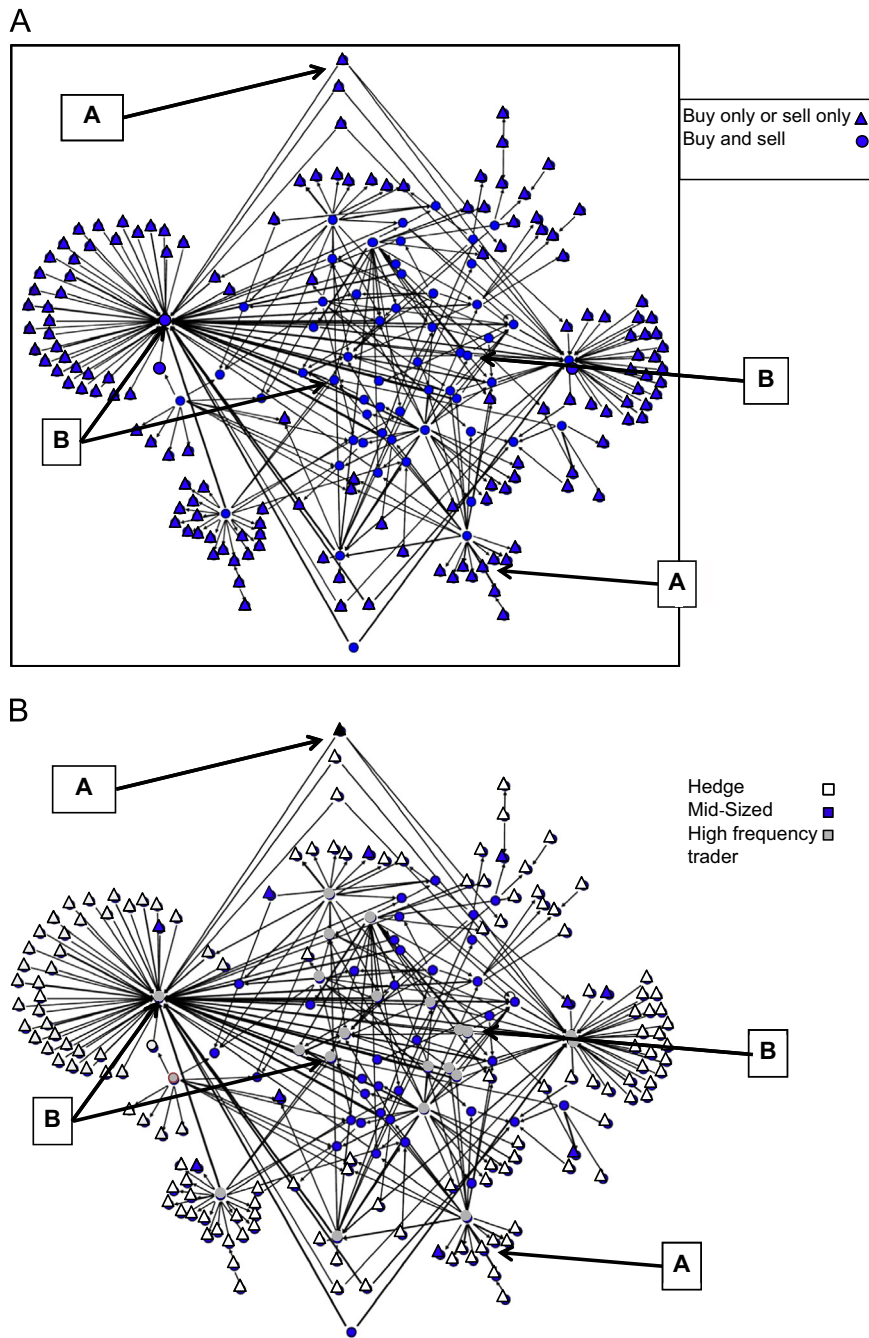 A
A
Buy only or sell only
Buy and sell
B
B
A
B
A
Hedge
Mid-Sized
High frequency
trader
B
B
A